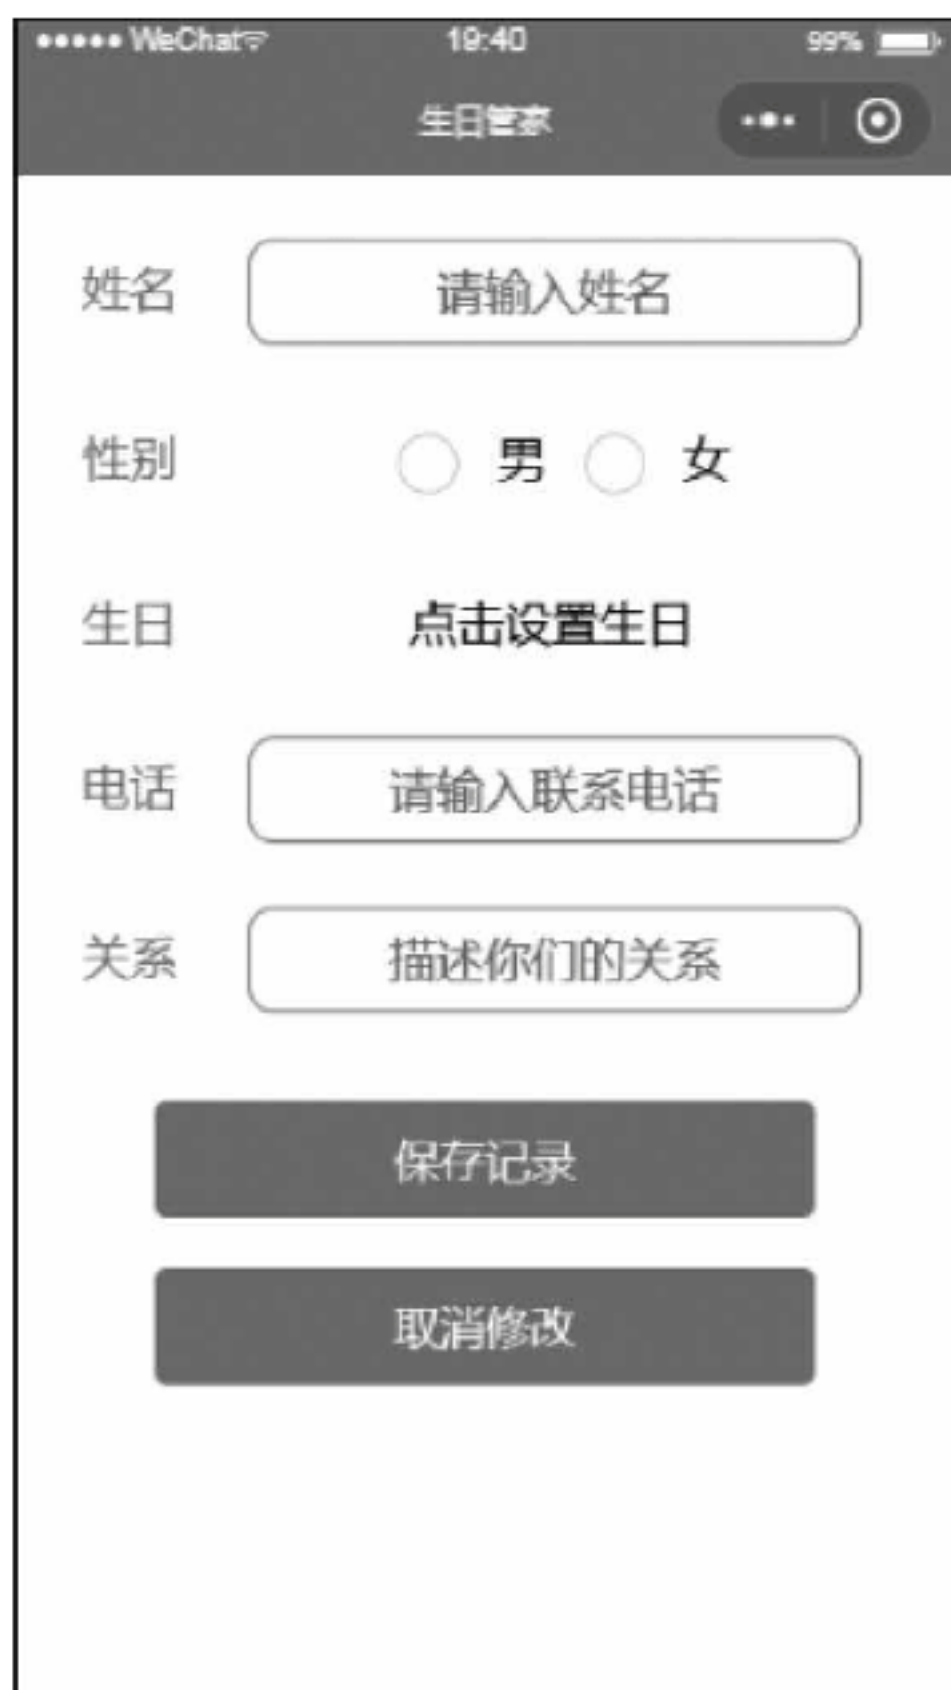 WeChat 19:40 99%
生日管家
姓名 请输入姓名
性别 男 女
生日 点击设置生日
电话 请输入联系电话
关系 描述你们的关系
保存记录
取消修改